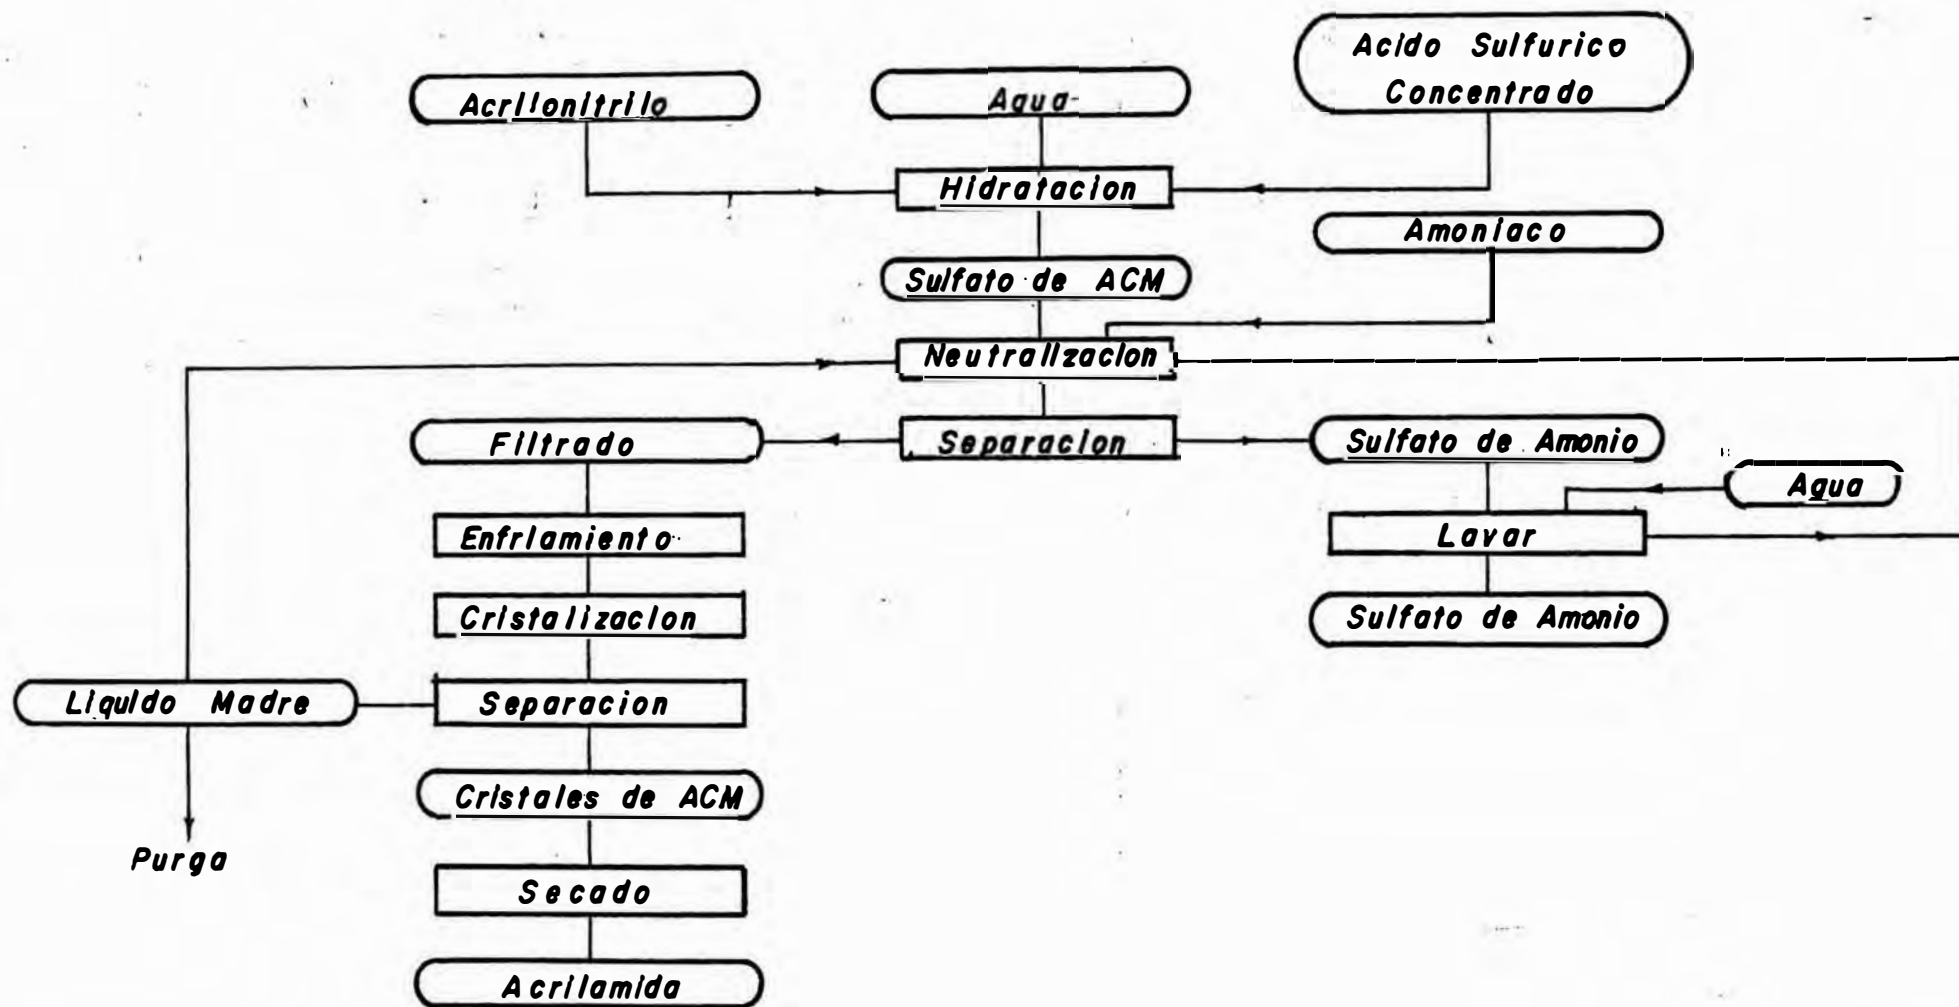 Acido Sulfurico
Concentrado
Acrilonitrilo
Agua
Hidratacion
Amoniaco
Sulfato de ACM
Neutralizacion
Filtrado
Separacion
Sulfato de Amonio
Agua
Enfriamiento
Lavar
Cristalizacion
Sulfato de Amonio
Liquido Madre
Separacion
Cristales de ACM
Purga
Secado
Acrilamida